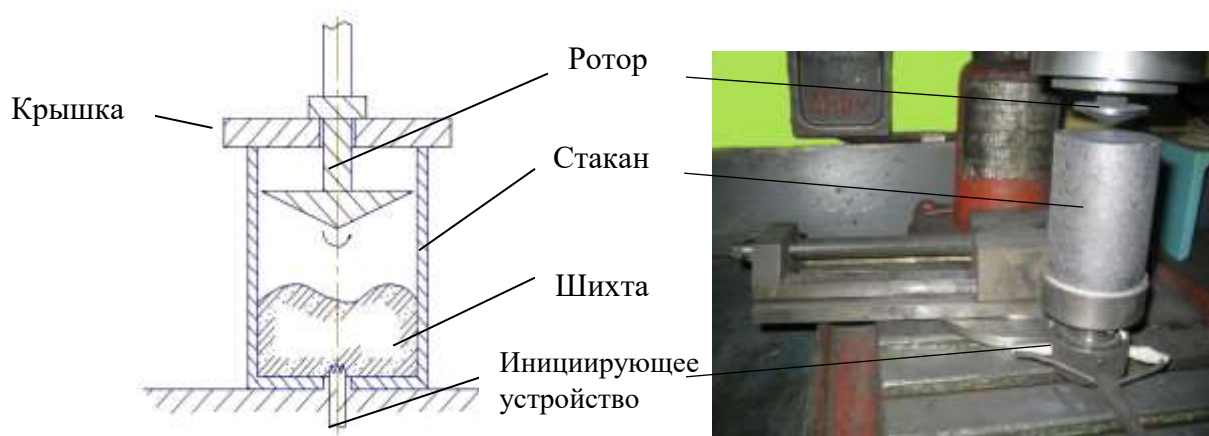 Ротор
Крышка
Стакан
Шихта
Инициирующее
устройство